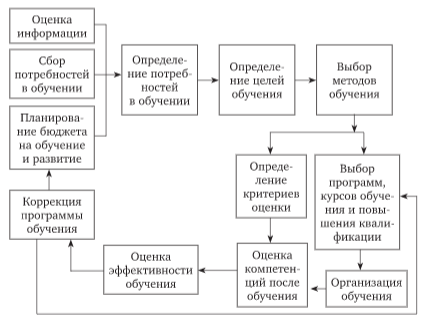 Оценка
информации
Сбор
потребностей
в обучении
Планирова-
ние бюджета
на обучение
и развитие
Определе-
ние потреб-
ностей
в обучении
Определе-
ние целей
обучения
Выбор
методов
обучения
Опреде-
ление
критериев
оценки
Выбор
программ,
курсов обуче-
ния и повы-
шения квали-
фикации
Коррекция
программы
обучения
Оценка
эффективности
обучения
Оценка
компетен-
ций после
обучения
Организация
обучения